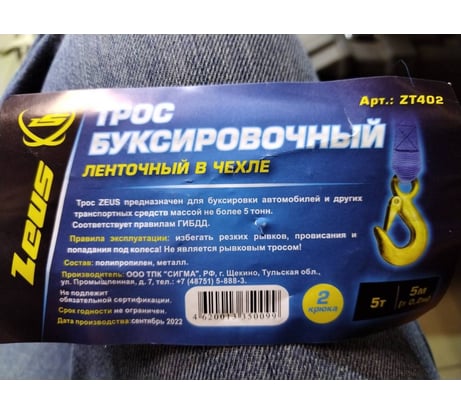 Zeus
Арт.: ZT402
ТРОС
БУКСИРОВОЧНЫЙ
ЛЕНТОЧНЫЙ В ЧЕХЛЕ
Трос ZEUS предназначен для буксировки автомобилей и других
транспортных средств массой не более 5 тонн.
Соответствует правилам ГИБДД.
Правила эксплуатации: избегать резких рывков, провисания и
попадания под колеса! Не является рывковым тросом!
Состав: полипропилен, металл.
Производитель: ООО ТПК "СИГМА", РФ, г. Щекино, Тульская обл.,
ул. Промышленная, д. 7, тел.: +7 (48751) 5-888-3.
Не подлежит
обязательной сертификации.
Срок годности не ограничен.
Дата производства: сентябрь 2022
4 620013 350099
2
крюка
5т
5м